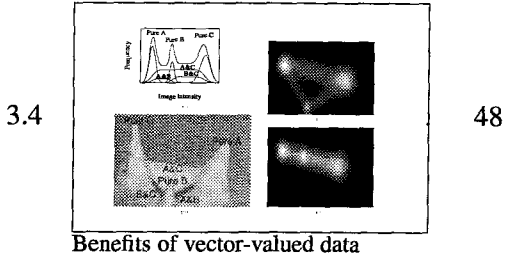 3.4
Pure A
Pure B
Pure C
A&C
B&C
A&B
Frequency
Image Intensity
Pure A
A&C
Pure B
B&C
A&B
48
Benefits of vector-valued data